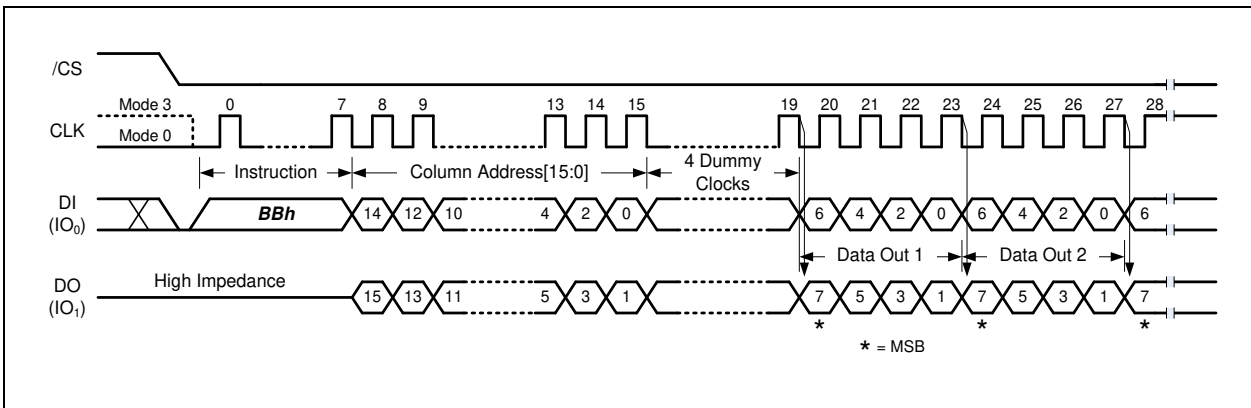 /CS
Mode 3 0 7 8 9 13 14 15 19 20 21 22 23 24 25 26 27 28
CLK
Mode 0
Instruction Column Address[15:0] 4 Dummy
Clocks
DI
(IO0)
BBh 14 12 10 4 2 0 6 4 2 0 6 4 2 0 6
Data Out 1 Data Out 2
DO
(IO1)
High Impedance
15 13 11 5 3 1 7 5 3 1 7 5 3 1 7
* * *
* = MSB